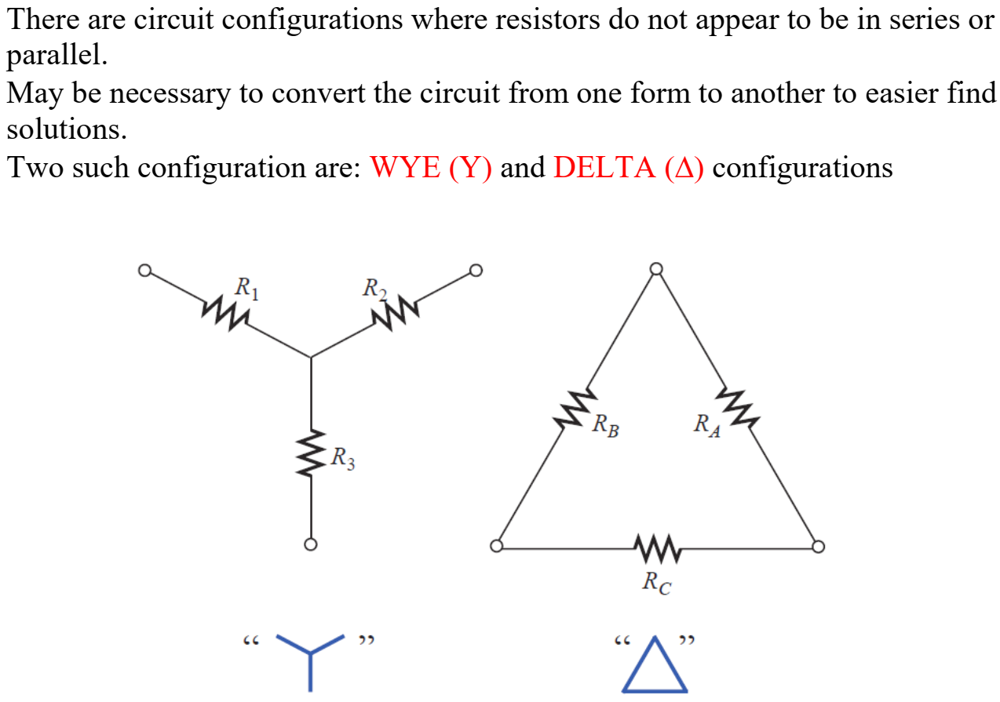 There are circuit configurations where resistors do not appear to be in series or
parallel.
May be necessary to convert the circuit from one form to another to easier find
solutions.
Two such configuration are: WYE (Y) and DELTA (Δ) configurations
R1
R2
R3
RB
RA
RC
“ Y ”
“ Δ ”